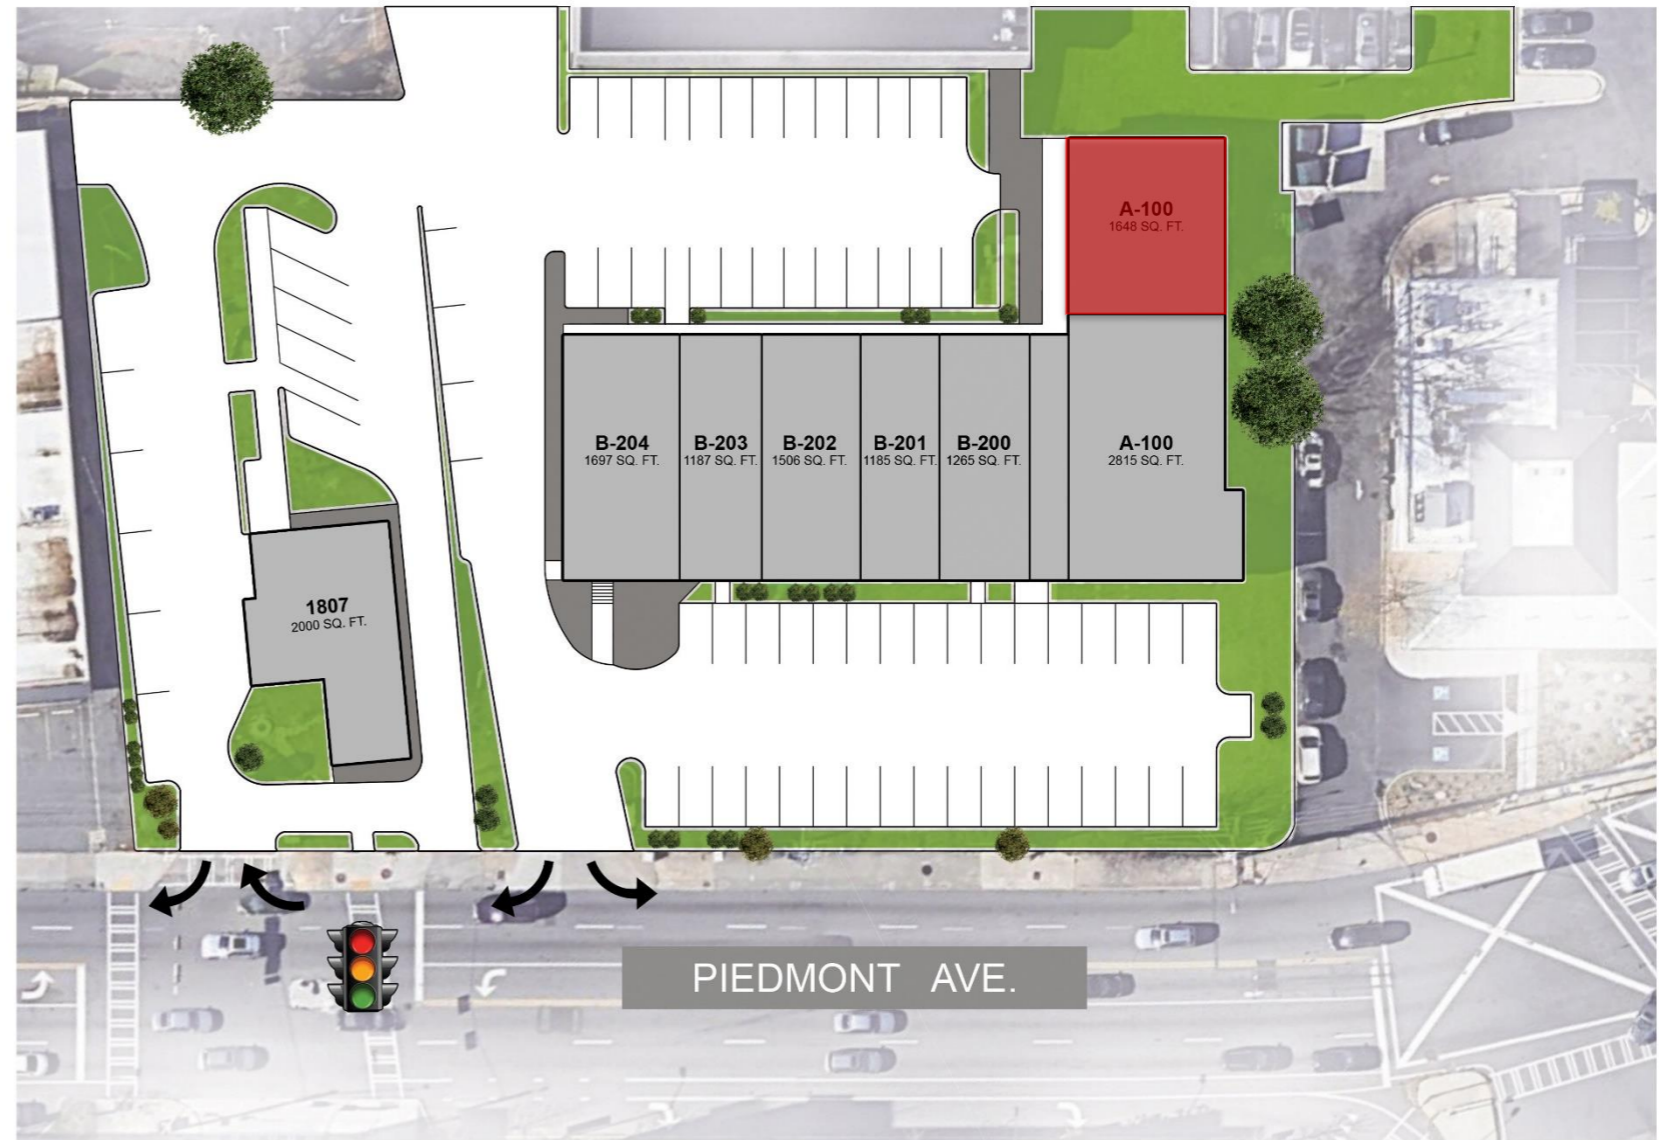 A-100
1648 SQ. FT.
B-204
1697 SQ. FT.
B-203
1187 SQ. FT.
B-202
1506 SQ. FT.
B-201
1185 SQ. FT.
B-200
1265 SQ. FT.
A-100
2815 SQ. FT.
1807
2000 SQ. FT.
PIEDMONT AVE.